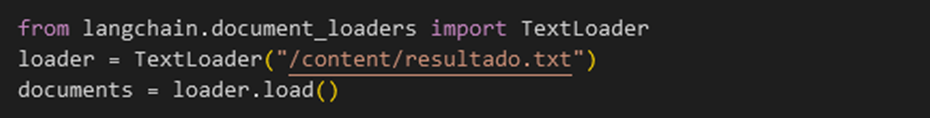 from langchain.document_loaders import TextLoader
loader = TextLoader("/content/resultado.txt")
documents = loader.load()